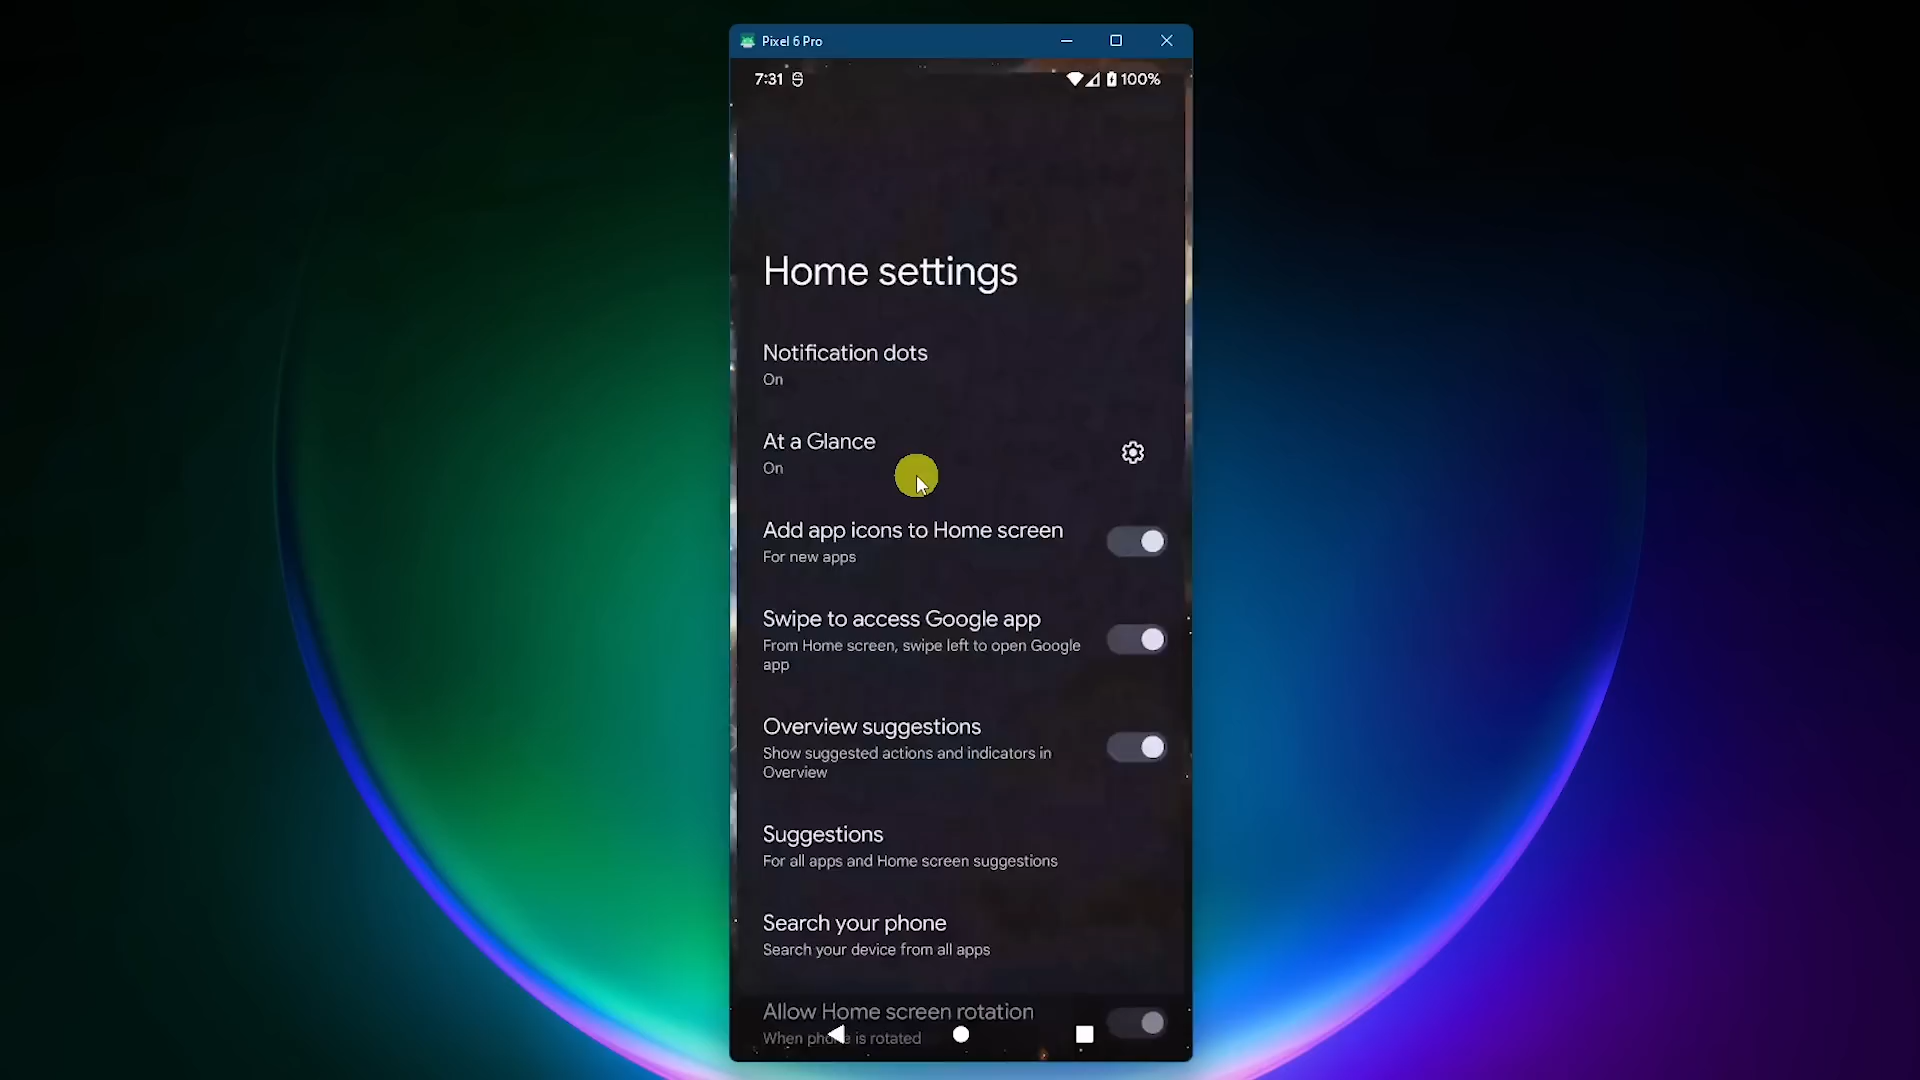 Pixel 6 Pro
7:31 100%
Home settings
Notification dots
On
At a Glance
On
Add app icons to Home screen
For new apps
Swipe to access Google app
From Home screen, swipe left to open Google
app
Overview suggestions
Show suggested actions and indicators in
Overview
Suggestions
For all apps and Home screen suggestions
Search your phone
Search your device from all apps
Allow Home screen rotation
When phone is rotated